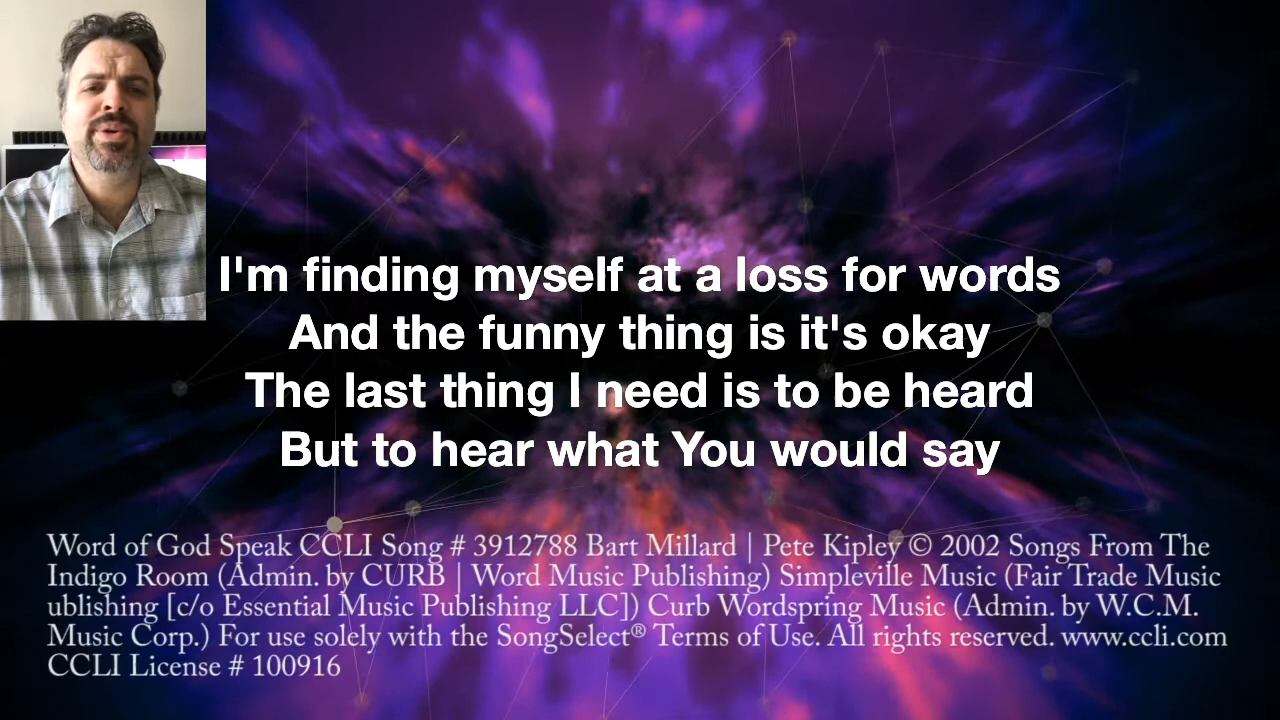 I'm finding myself at a loss for words
And the funny thing is it's okay
The last thing I need is to be heard
But to hear what You would say
Word of God Speak CCLI Song # 3912788 Bart Millard | Pete Kipley © 2002 Songs From The
Indigo Room (Admin. by CURB | Word Music Publishing) Simpleville Music (Fair Trade Music
ublishing [c/o Essential Music Publishing LLC]) Curb Wordspring Music (Admin. by W.C.M.
Music Corp.) For use solely with the SongSelect® Terms of Use. All rights reserved. www.ccli.com
CCLI License # 100916